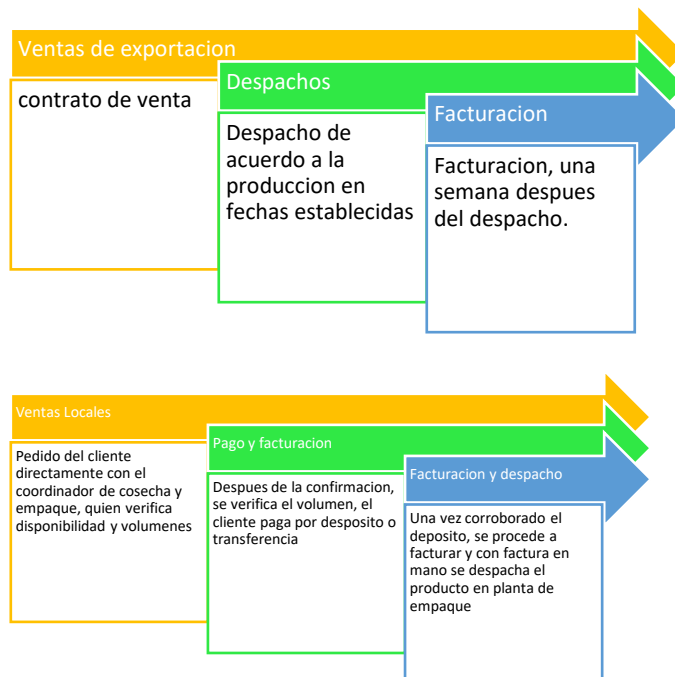 Ventas de exportacion
contrato de venta
Despachos
Despacho de
acuerdo a la
produccion en
fechas establecidas
Facturacion
Facturacion, una
semana despues
del despacho.
Ventas Locales
Pedido del cliente
directamente con el
coordinador de cosecha y
empaque, quien verifica
disponibilidad y volumenes
Pago y facturacion
Despues de la confirmacion,
se verifica el volumen, el
cliente paga por desposito o
transferencia
Facturacion y despacho
Una vez corroborado el
deposito, se procede a
facturar y con factura en
mano se despacha el
producto en planta de
empaque